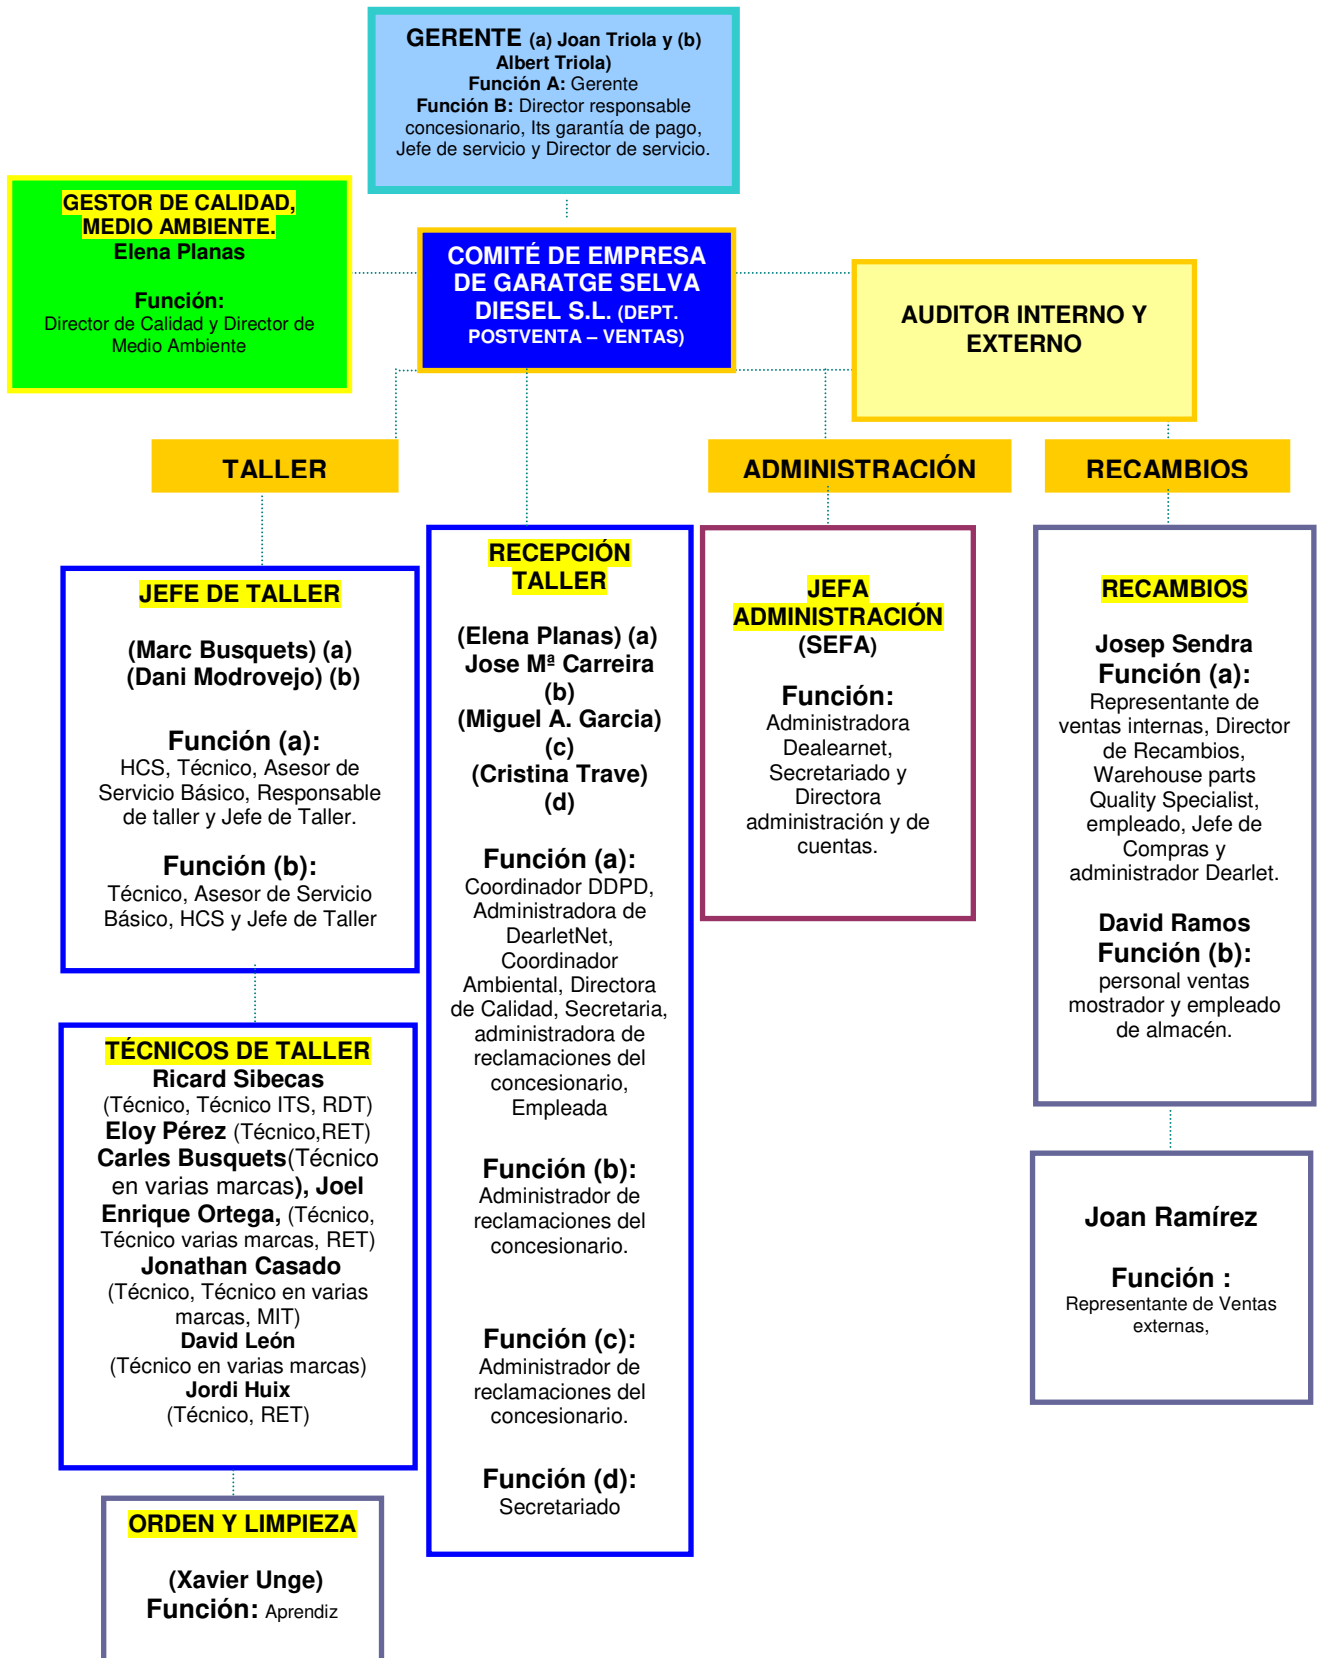 GERENTE (a) Joan Triola y (b)
Albert Triola)
Función A: Gerente
Función B: Director responsable
concesionario, Its garantía de pago,
Jefe de servicio y Director de servicio.
GESTOR DE CALIDAD,
MEDIO AMBIENTE.
Elena Planas
Función:
Director de Calidad y Director de
Medio Ambiente
COMITÉ DE EMPRESA
DE GARATGE SELVA
DIESEL S.L. (DEPT.
POSTVENTA – VENTAS)
AUDITOR INTERNO Y
EXTERNO
TALLER
ADMINISTRACIÓN
RECAMBIOS
JEFE DE TALLER
(Marc Busquets) (a)
(Dani Modrovejo) (b)
Función (a):
HCS, Técnico, Asesor de
Servicio Básico, Responsable
de taller y Jefe de Taller.
Función (b):
Técnico, Asesor de Servicio
Básico, HCS y Jefe de Taller
TÉCNICOS DE TALLER
Ricard Sibecas
(Técnico, Técnico ITS, RDT)
Eloy Pérez (Técnico,RET)
Carles Busquets(Técnico
en varias marcas), Joel
Enrique Ortega, (Técnico,
Técnico varias marcas, RET)
Jonathan Casado
(Técnico, Técnico en varias
marcas, MIT)
David León
(Técnico en varias marcas)
Jordi Huix
(Técnico, RET)
ORDEN Y LIMPIEZA
(Xavier Unge)
Función: Aprendiz
RECEPCIÓN
TALLER
(Elena Planas) (a)
Jose Mª Carreira
(b)
(Miguel A. Garcia)
(c)
(Cristina Trave)
(d)
Función (a):
Coordinador DDPD,
Administradora de
DearletNet,
Coordinador
Ambiental, Directora
de Calidad, Secretaria,
administradora de
reclamaciones del
concesionario,
Empleada
Función (b):
Administrador de
reclamaciones del
concesionario.
Función (c):
Administrador de
reclamaciones del
concesionario.
Función (d):
Secretariado
JEFA
ADMINISTRACIÓN
(SEFA)
Función:
Administradora
Dealearnet,
Secretariado y
Directora
administración y de
cuentas.
RECAMBIOS
Josep Sendra
Función (a):
Representante de
ventas internas, Director
de Recambios,
Warehouse parts
Quality Specialist,
empleado, Jefe de
Compras y
administrador Dearlet.
David Ramos
Función (b):
personal ventas
mostrador y empleado
de almacén.
Joan Ramírez
Función :
Representante de Ventas
externas,